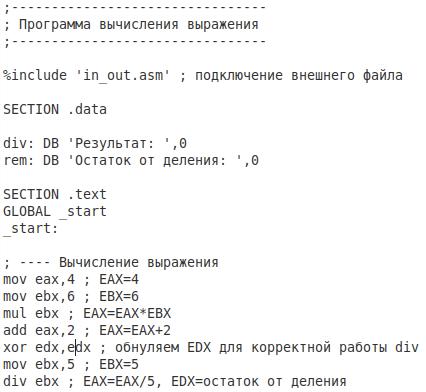 ;-------------------------------
; Программа вычисления выражения
;-------------------------------
%include 'in_out.asm' ; подключение внешнего файла
SECTION .data
div: DB 'Результат: ',0
rem: DB 'Остаток от деления: ',0
SECTION .text
GLOBAL _start
_start:
; ---- Вычисление выражения
mov eax,4 ; EAX=4
mov ebx,6 ; EBX=6
mul ebx ; EAX=EAX*EBX
add eax,2 ; EAX=EAX+2
xor edx,edx ; обнуляем EDX для корректной работы div
mov ebx,5 ; EBX=5
div ebx ; EAX=EAX/5, EDX=остаток от деления